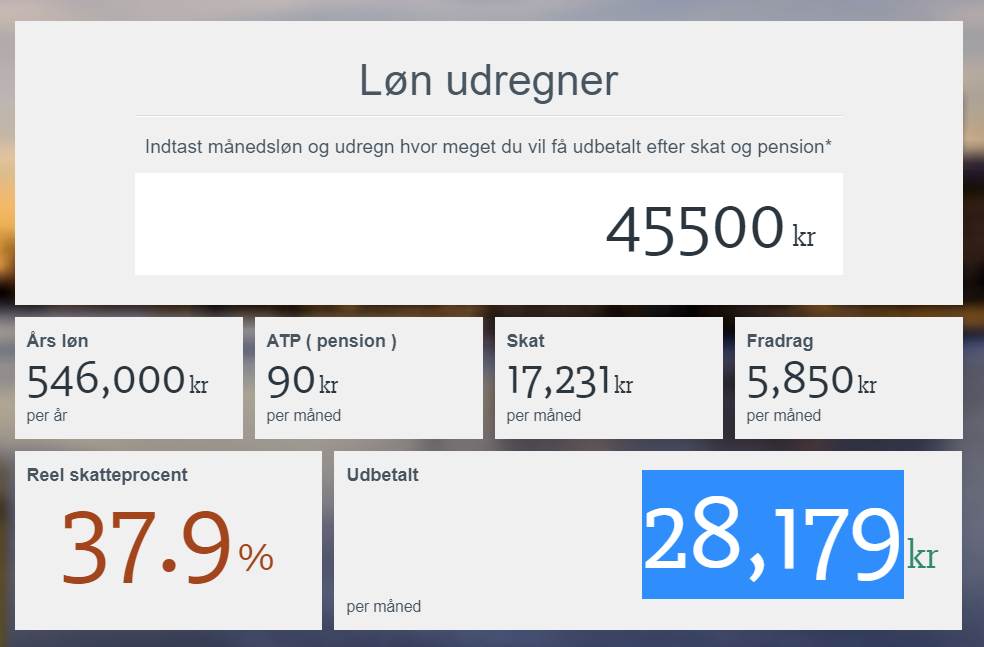 Løn udregner
Indtast månedsløn og udregn hvor meget du vil få udbetalt efter skat og pension*
45500 kr
Års løn
546,000 kr
per år
ATP ( pension )
90 kr
per måned
Skat
17,231 kr
per måned
Fradrag
5,850 kr
per måned
Reel skatteprocent
37.9 %
Udbetalt
28,179 kr
per måned